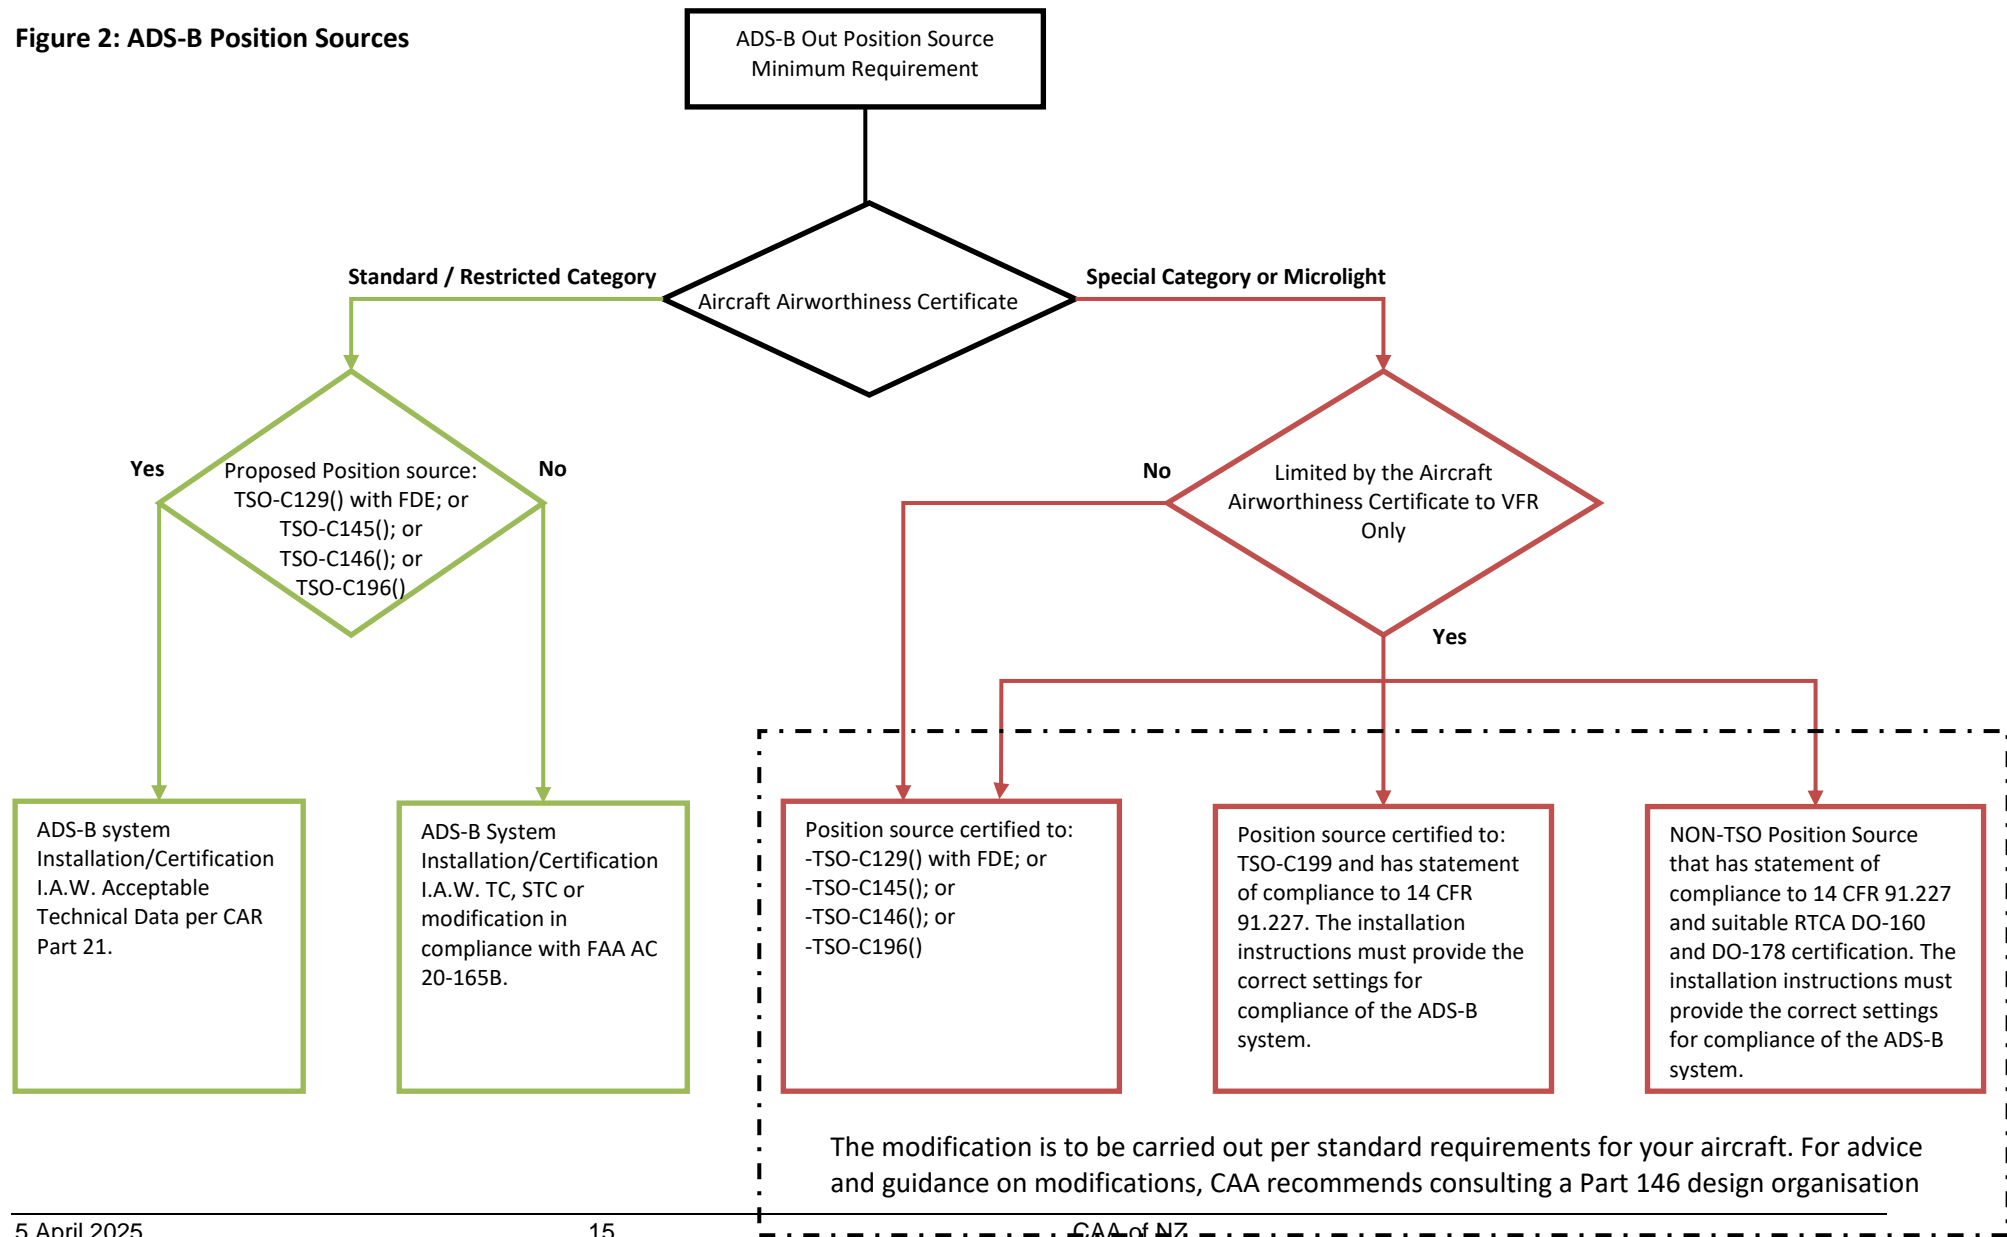 Figure 2: ADS-B Position Sources
ADS-B Out Position Source
Minimum Requirement
Standard / Restricted Category
Special Category or Microlight
Aircraft Airworthiness Certificate
Yes
Proposed Position source:
TSO-C129() with FDE; or
TSO-C145(); or
TSO-C146(); or
TSO-C196()
No
No
Limited by the Aircraft
Airworthiness Certificate to VFR
Only
Yes
ADS-B system
Installation/Certification
I.A.W. Acceptable
Technical Data per CAR
Part 21.
ADS-B System
Installation/Certification
I.A.W. TC, STC or
modification in
compliance with FAA AC
20-165B.
Position source certified to:
-TSO-C129() with FDE; or
-TSO-C145(); or
-TSO-C146(); or
-TSO-C196()
Position source certified to:
TSO-C199 and has statement
of compliance to 14 CFR
91.227. The installation
instructions must provide the
correct settings for
compliance of the ADS-B
system.
NON-TSO Position Source
that has statement of
compliance to 14 CFR 91.227
and suitable RTCA DO-160
and DO-178 certification. The
installation instructions must
provide the correct settings
for compliance of the ADS-B
system.
The modification is to be carried out per standard requirements for your aircraft. For advice
and guidance on modifications, CAA recommends consulting a Part 146 design organisation
5 April 2025
15
CAA of NZ